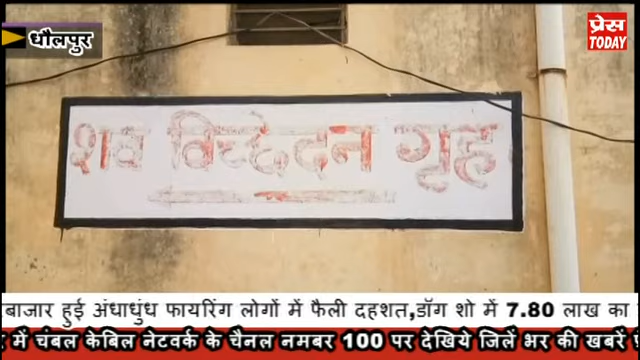 धौलपुर
प्रेस
TODAY
शव विच्छेदन गृह
बाजार हुई अंधाधुंध फायरिंग लोगों में फैली दहशत,डॉग शो में 7.80 लाख का
में चंबल केबिल नेटवर्क के चैनल नमबर 100 पर देखिये जिलें भर की खबरें